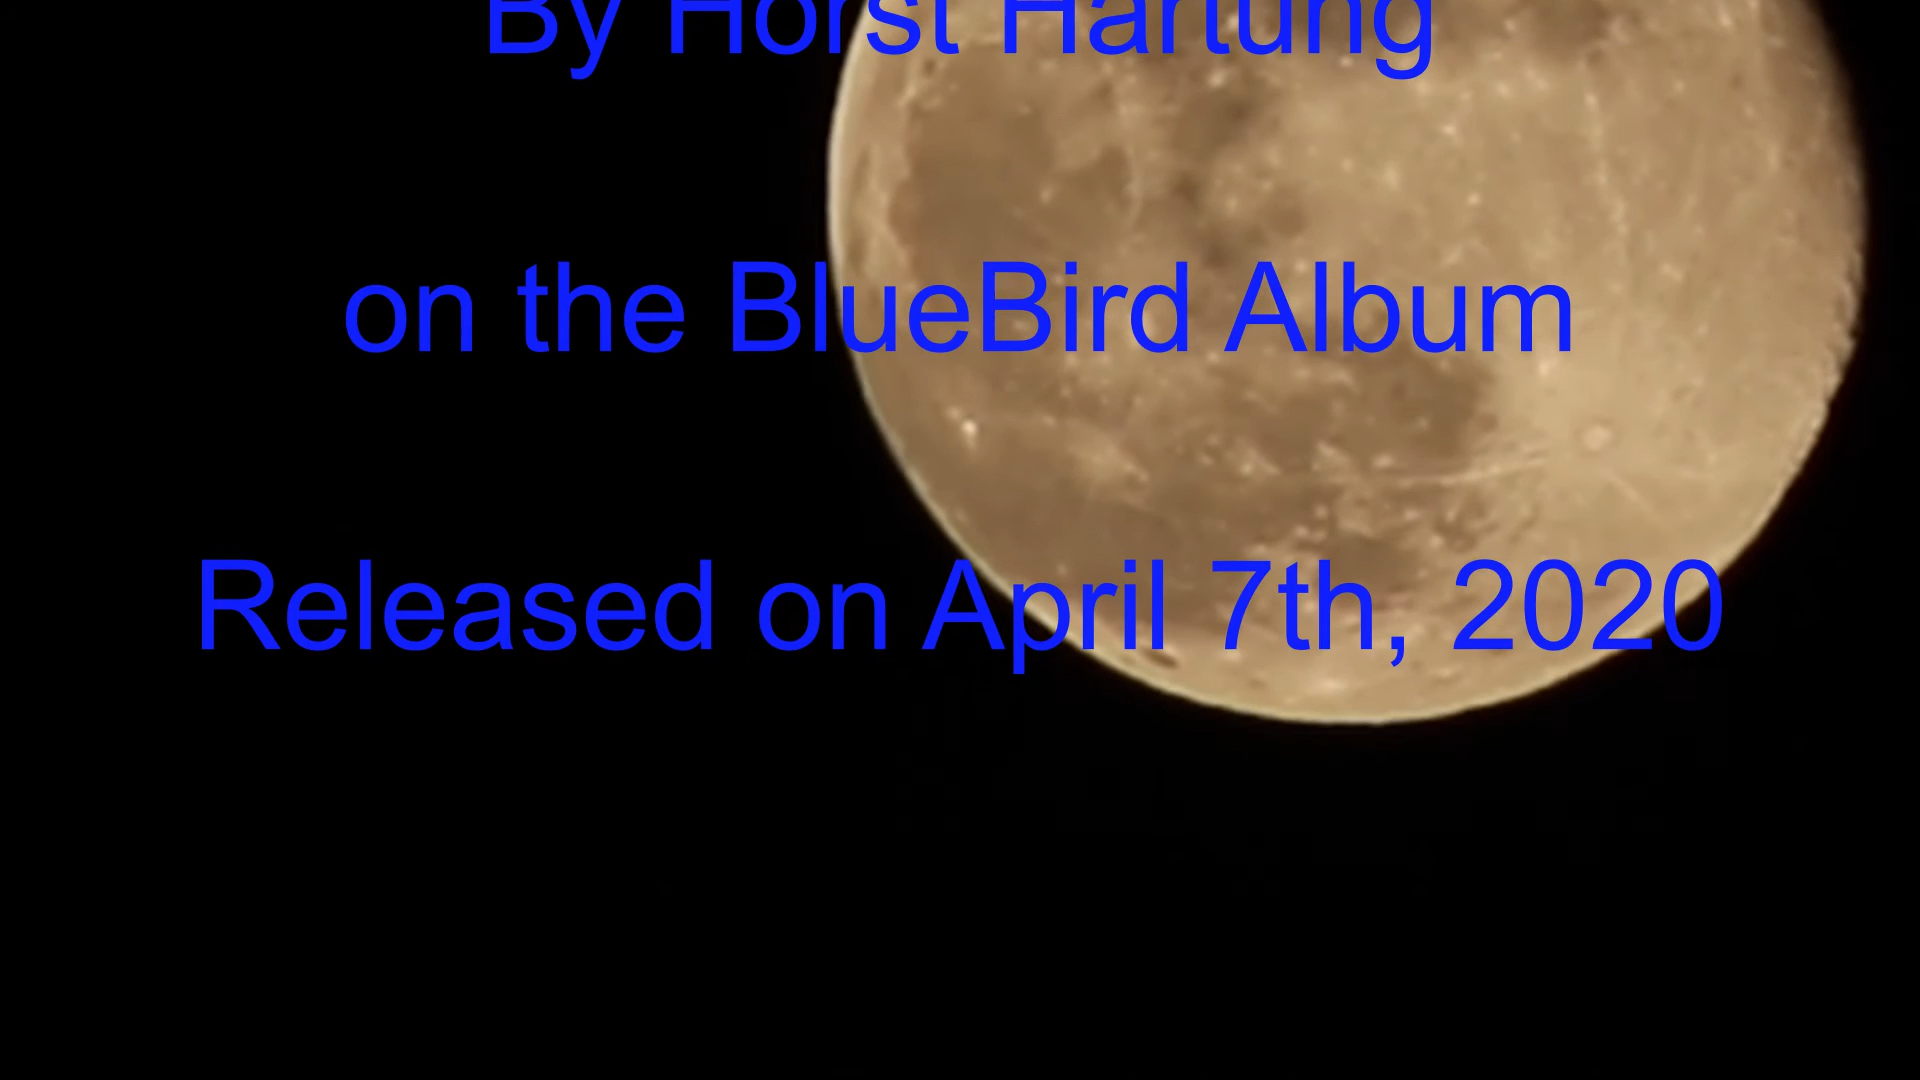 By Horst Hartung
on the BlueBird Album
Released on April 7th, 2020